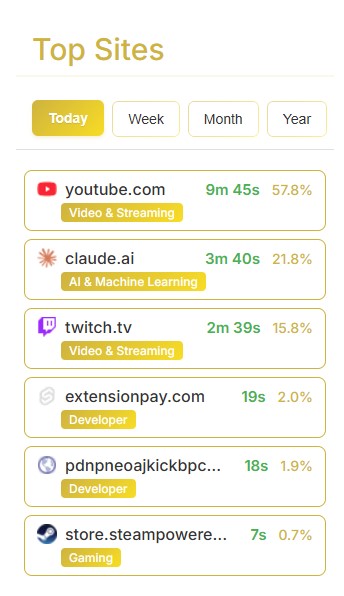 Top Sites
Today Week Month Year
youtube.com 9m 45s 57.8%
Video & Streaming
claude.ai 3m 40s 21.8%
AI & Machine Learning
twitch.tv 2m 39s 15.8%
Video & Streaming
extensionpay.com 19s 2.0%
Developer
pdnpneoajkickbpc... 18s 1.9%
Developer
store.steampowere... 7s 0.7%
Gaming